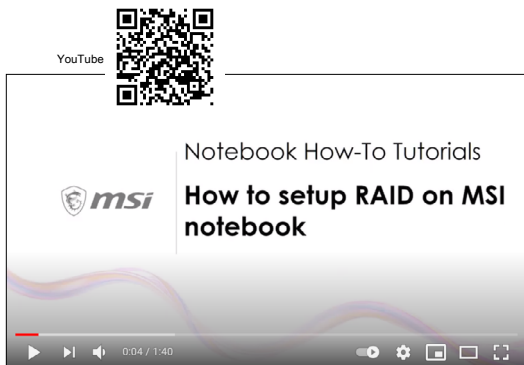 YouTube
Notebook How-To Tutorials
msi
How to setup RAID on MSI
notebook
0:04 / 1:40